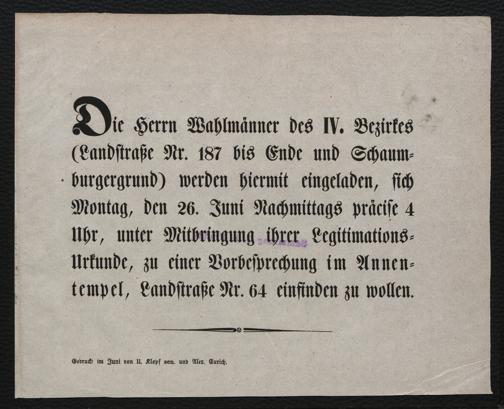 Die Herrn Wahlmänner des IV. Bezirkes
(Landstraße Nr. 187 bis Ende und Schaum-
burgergrund) werden hiermit eingeladen, sich
Montag, den 26. Juni Nachmittags präcise 4
Uhr, unter Mitbringung ihrer Legitimations-
Urkunde, zu einer Vorbesprechung im Annen-
tempel, Landstraße Nr. 64 einfinden zu wollen.
Gedruckt im Juni von U. Klopf sen. und Alex. Eurich.